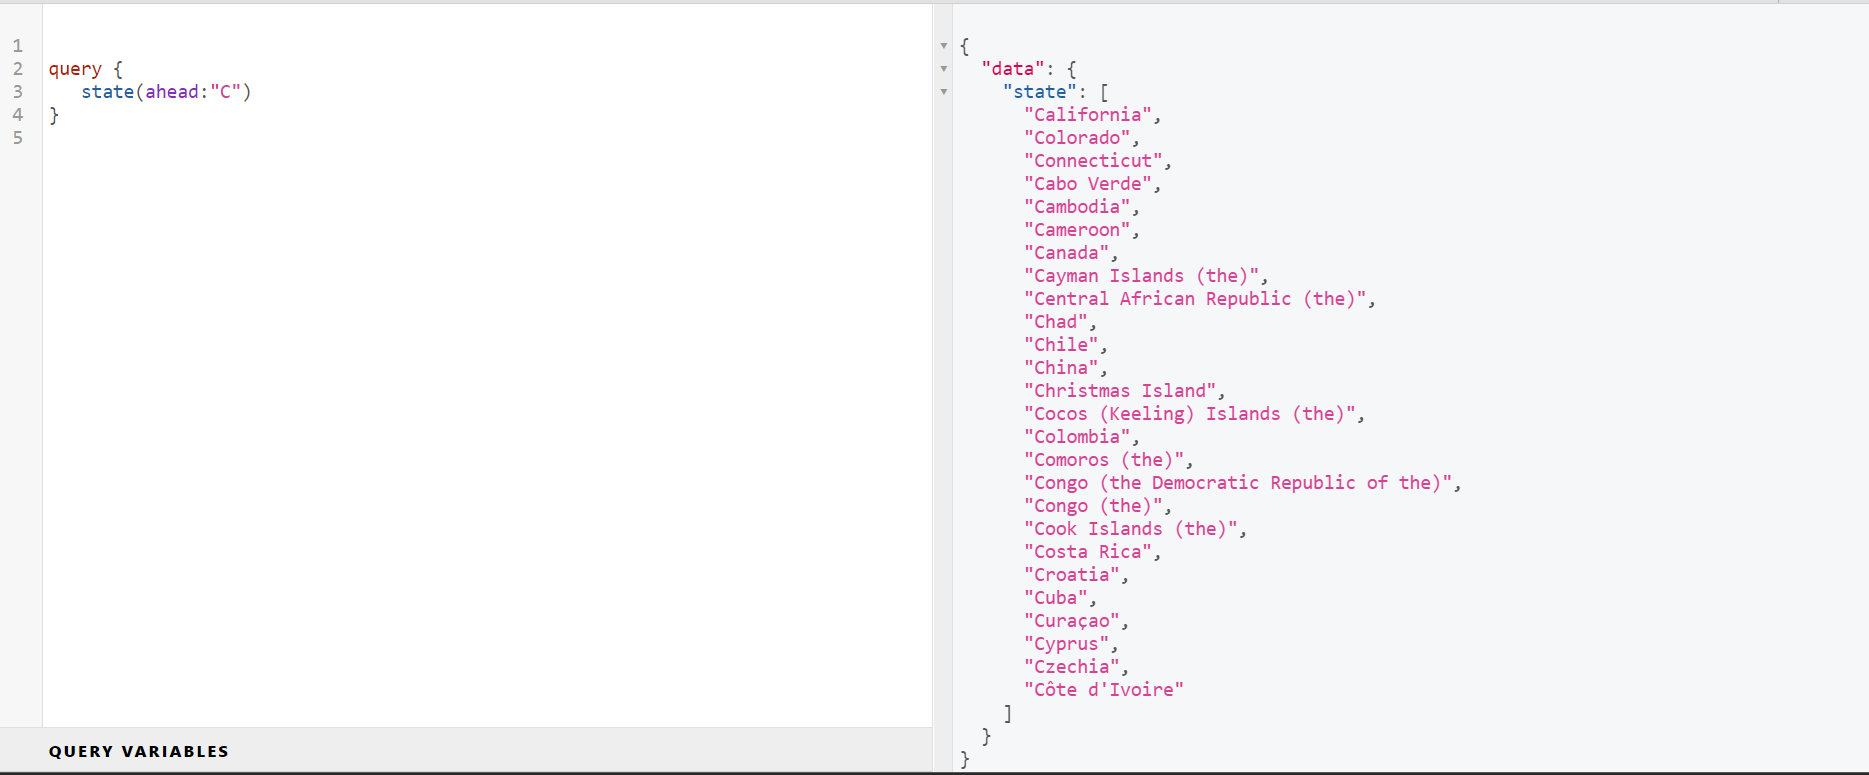 1
2 query {
3    state(ahead:"C")
4 }
5
QUERY VARIABLES
{
  "data": {
    "state": [
      "California",
      "Colorado",
      "Connecticut",
      "Cabo Verde",
      "Cambodia",
      "Cameroon",
      "Canada",
      "Cayman Islands (the)",
      "Central African Republic (the)",
      "Chad",
      "Chile",
      "China",
      "Christmas Island",
      "Cocos (Keeling) Islands (the)",
      "Colombia",
      "Comoros (the)",
      "Congo (the Democratic Republic of the)",
      "Congo (the)",
      "Cook Islands (the)",
      "Costa Rica",
      "Croatia",
      "Cuba",
      "Curaçao",
      "Cyprus",
      "Czechia",
      "Côte d'Ivoire"
    ]
  }
}